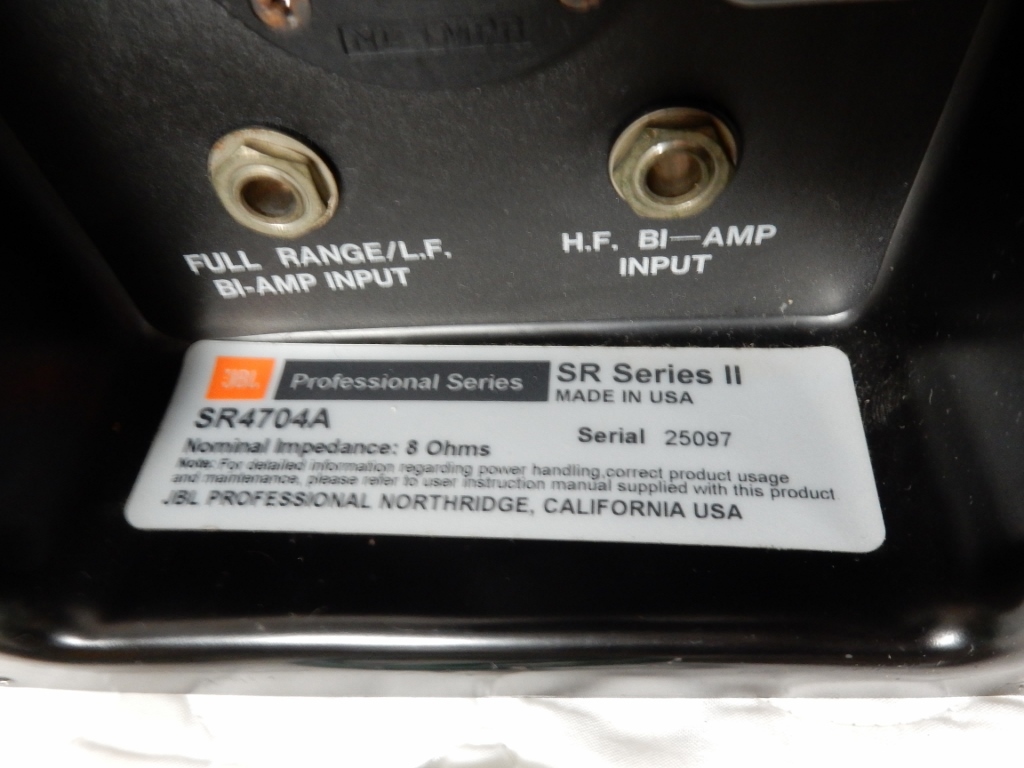 FULL RANGE/L.F.
BI-AMP INPUT
H.F. BI—AMP
INPUT
JBL Professional Series
SR Series II
MADE IN USA
SR4704A
Serial 25097
Nominal Impedance: 8 Ohms
Note: For detailed information regarding power handling,correct product usage
and maintenance, please refer to user instruction manual supplied with this product
JBL PROFESSIONAL NORTHRIDGE, CALIFORNIA USA